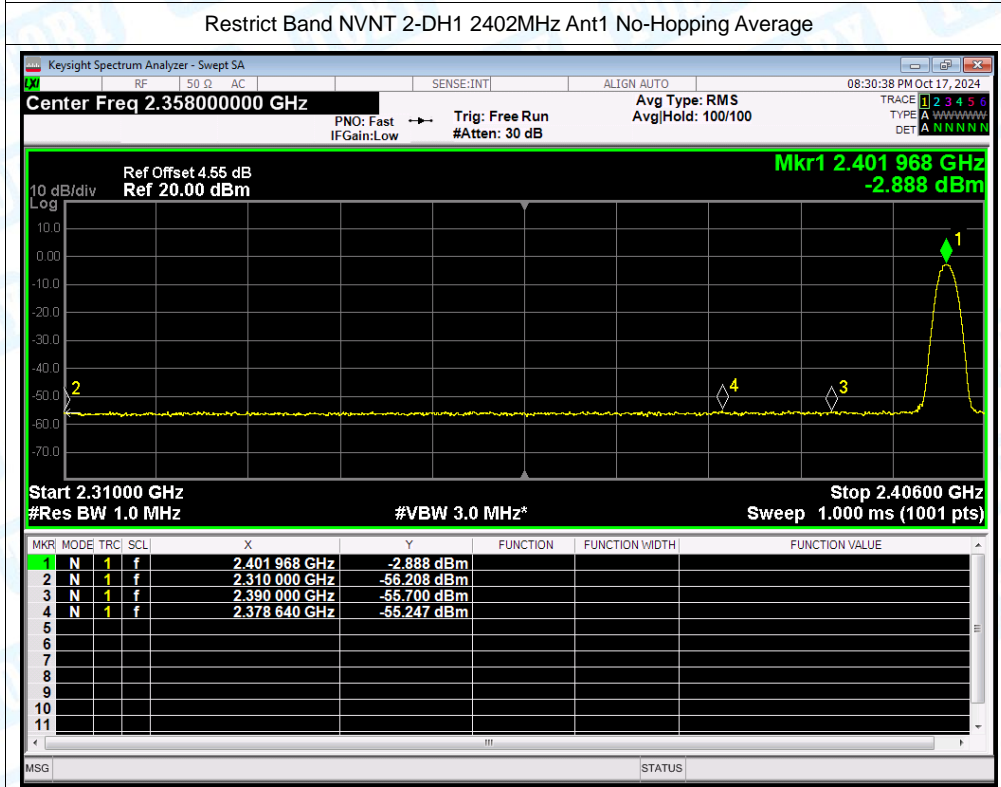 Restrict Band NVNT 2-DH1 2402MHz Ant1 No-Hopping Average
Keysight Spectrum Analyzer - Swept SA
LXI RF 50 Ω AC SENSE:INT ALIGN AUTO 08:30:38 PM Oct 17, 2024
Center Freq 2.358000000 GHz
PNO: Fast
IFGain:Low
Trig: Free Run
#Atten: 30 dB
Avg Type: RMS
Avg|Hold: 100/100
TRACE 1 2 3 4 5 6
TYPE A WWWWW
DET A N N N N N
Mkr1 2.401 968 GHz
-2.888 dBm
Ref Offset 4.55 dB
10 dB/div Ref 20.00 dBm
Log
10.0
0.00
-10.0
-20.0
-30.0
-40.0
-50.0
-60.0
-70.0
1
2
4
3
Start 2.31000 GHz Stop 2.40600 GHz
#Res BW 1.0 MHz #VBW 3.0 MHz* Sweep 1.000 ms (1001 pts)
MKR MODE TRC SCL X Y FUNCTION FUNCTION WIDTH FUNCTION VALUE
1 N 1 f 2.401 968 GHz -2.888 dBm
2 N 1 f 2.310 000 GHz -56.208 dBm
3 N 1 f 2.390 000 GHz -55.700 dBm
4 N 1 f 2.378 640 GHz -55.247 dBm
5
6
7
8
9
10
11
MSG STATUS